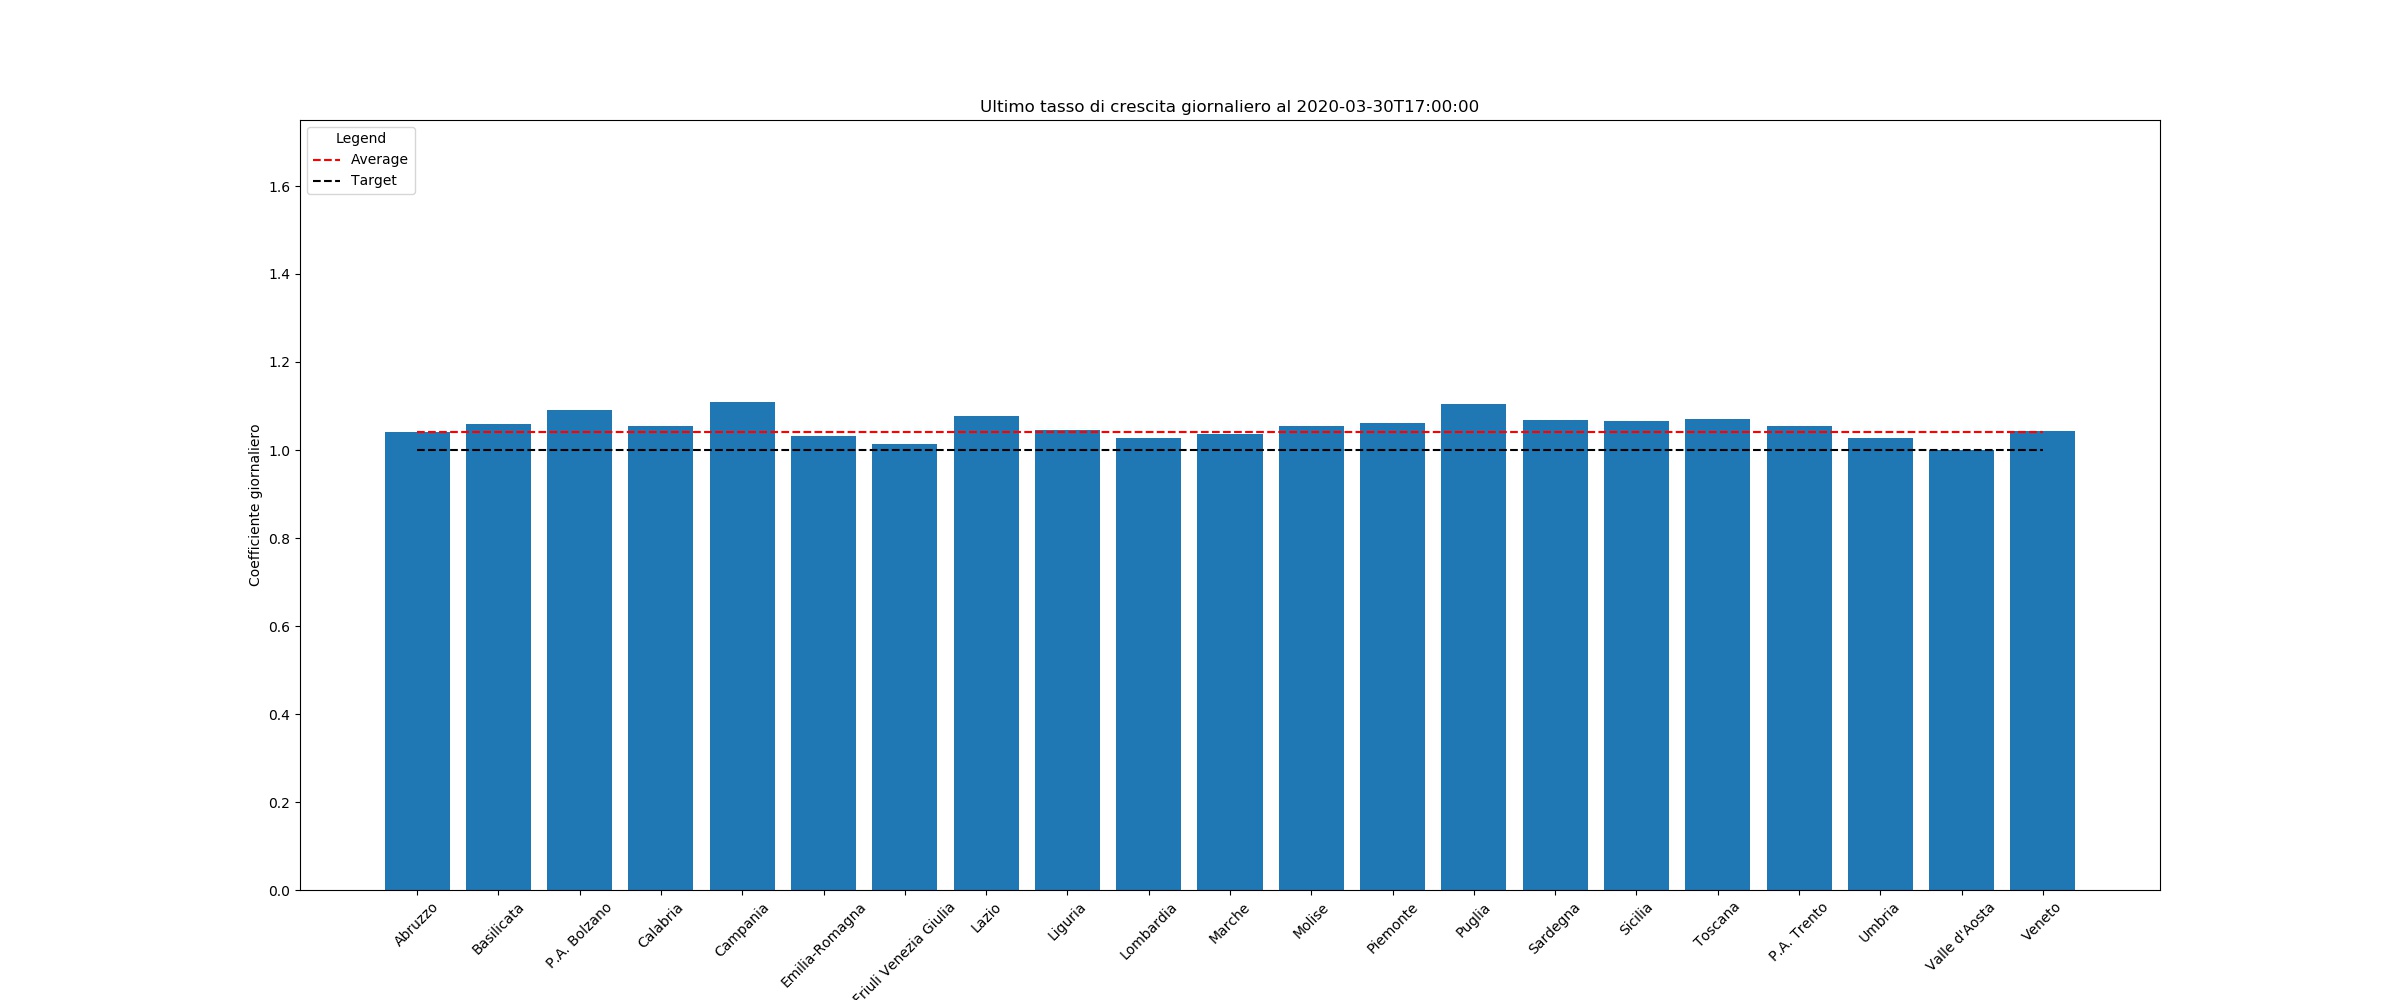 Ultimo tasso di crescita giornaliero al 2020-03-30T17:00:00
Legend
Average
Target
Coefficiente giornaliero
1.6
1.4
1.2
1.0
0.8
0.6
0.4
0.2
0.0
Abruzzo
Basilicata
P.A. Bolzano
Calabria
Campania
Emilia-Romagna
Friuli Venezia Giulia
Lazio
Liguria
Lombardia
Marche
Molise
Piemonte
Puglia
Sardegna
Sicilia
Toscana
P.A. Trento
Umbria
Valle d'Aosta
Veneto